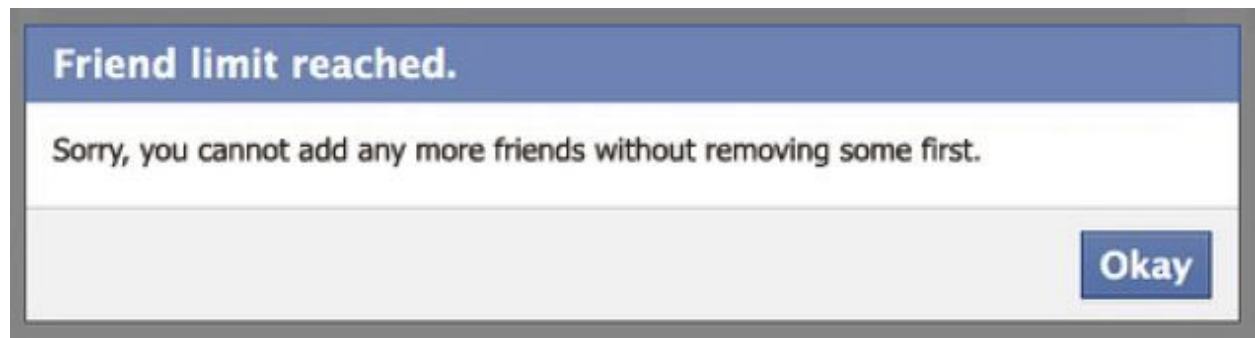 Friend limit reached.
Sorry, you cannot add any more friends without removing some first.
Okay